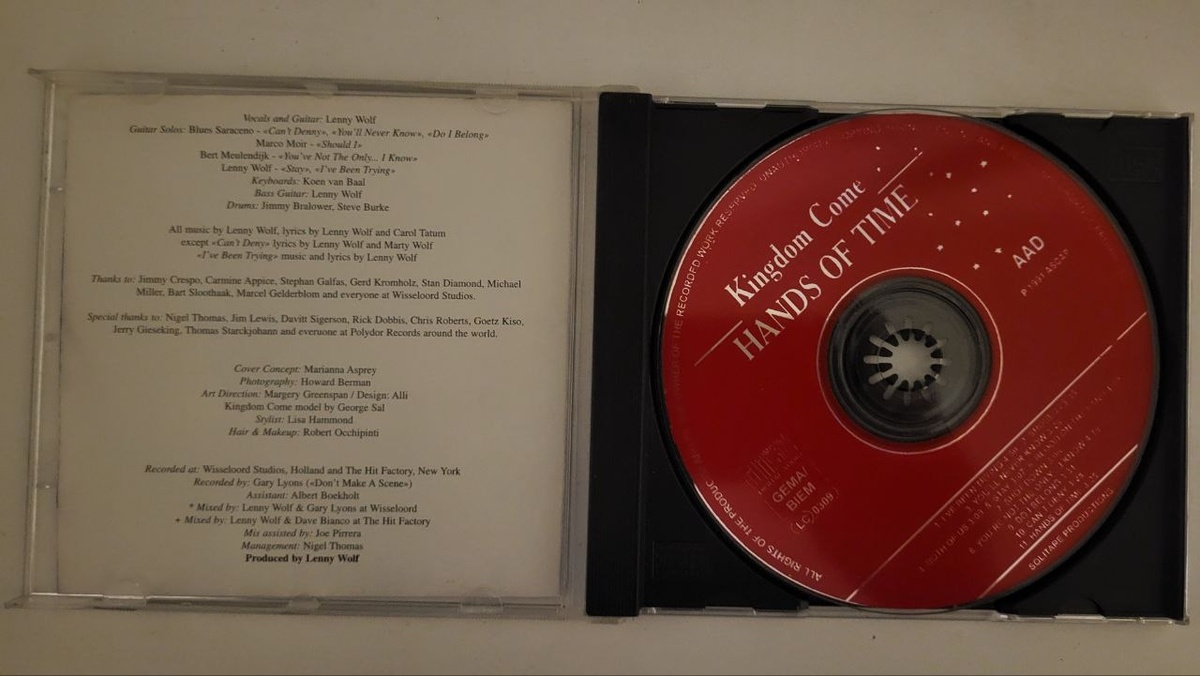 Vocals and Guitar: Lenny Wolf
Guitar Solos: Blues Saraceno - «Can't Denny», «You'll Never Know», «Do I Belong»
Marco Moir - «Should I»
Bert Meulendijk - «You've Not The Only... I Know»
Lenny Wolf - «Stay», «I've Been Trying»
Keyboards: Koen van Baal
Bass Guitar: Lenny Wolf
Drums: Jimmy Bralower, Steve Burke
All music by Lenny Wolf, lyrics by Lenny Wolf and Carol Tatum
except «Can't Deny» lyrics by Lenny Wolf and Marty Wolf
«I've Been Trying» music and lyrics by Lenny Wolf
Thanks to: Jimmy Crespo, Carmine Appice, Stephan Galfas, Gerd Kromholz, Stan Diamond, Michael
Miller, Bart Sloothaak, Marcel Gelderblom and everyone at Wisseloord Studios.
Special thanks to: Nigel Thomas, Jim Lewis, Davitt Sigerson, Rick Dobbis, Chris Roberts, Goetz Kiso,
Jerry Gieseking, Thomas Starckjohann and everuone at Polydor Records around the world.
Cover Concept: Marianna Asprey
Photography: Howard Berman
Art Direction: Margery Greenspan / Design: Alli
Kingdom Come model by George Sal
Stylist: Lisa Hammond
Hair & Makeup: Robert Occhipinti
Recorded at: Wisseloord Studios, Holland and The Hit Factory, New York
Recorded by: Gary Lyons («Don't Make A Scene»)
Assistant: Albert Boekholt
* Mixed by: Lenny Wolf & Gary Lyons at Wisseloord
+ Mixed by: Lenny Wolf & Dave Bianco at The Hit Factory
Mis assisted by: Joe Pirrera
Management: Nigel Thomas
Produced by Lenny Wolf
Kingdom Come
HANDS OF TIME
AAD
GEMA/
BIEM
LC 0309
ALL RIGHTS OF THE PRODUC
OF THE RECORDED WORK RESERVED
SOLITARE PRODUCTIONS